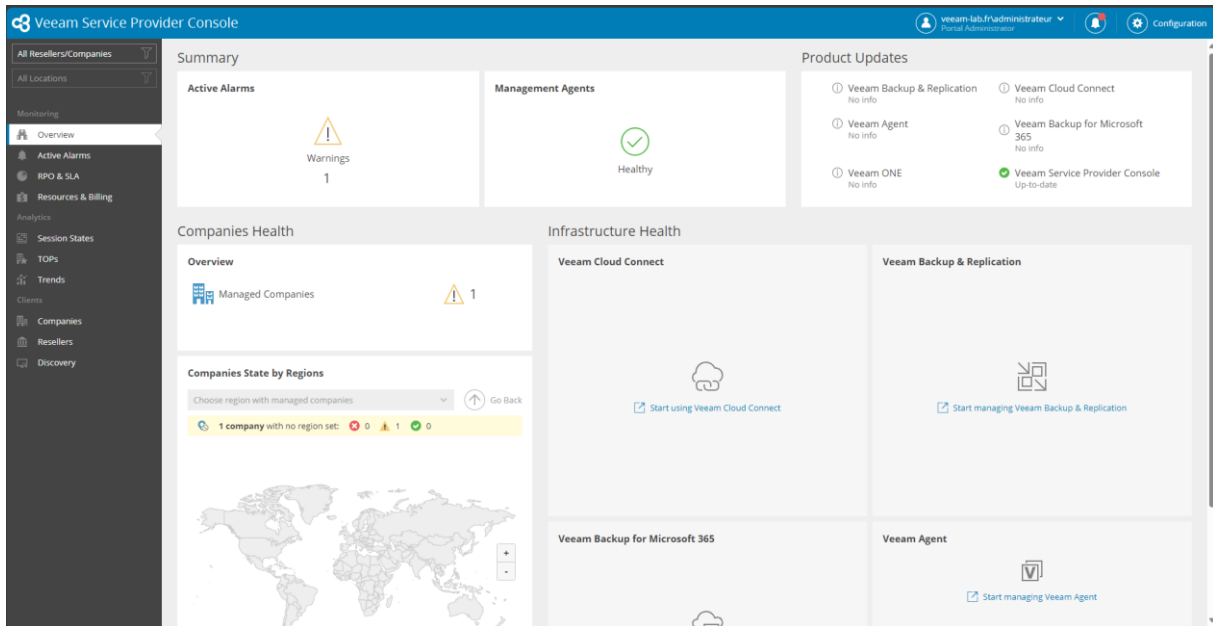 Veeam Service Provider Console
veeam-lab.fr\administrateur
Portal Administrator
Configuration
All Resellers/Companies
All Locations
Monitoring
Overview
Active Alarms
RPO & SLA
Resources & Billing
Analytics
Session States
TOPs
Trends
Clients
Companies
Resellers
Discovery
Summary
Active Alarms
Warnings
1
Management Agents
Healthy
Product Updates
Veeam Backup & Replication
No info
Veeam Cloud Connect
No info
Veeam Agent
No info
Veeam Backup for Microsoft
365
No info
Veeam ONE
No info
Veeam Service Provider Console
Up-to-date
Companies Health
Overview
Managed Companies
1
Companies State by Regions
Choose region with managed companies
Go Back
1 company with no region set: 0 1 0
+
-
Infrastructure Health
Veeam Cloud Connect
Start using Veeam Cloud Connect
Veeam Backup & Replication
Start managing Veeam Backup & Replication
Veeam Backup for Microsoft 365
Veeam Agent
V
Start managing Veeam Agent